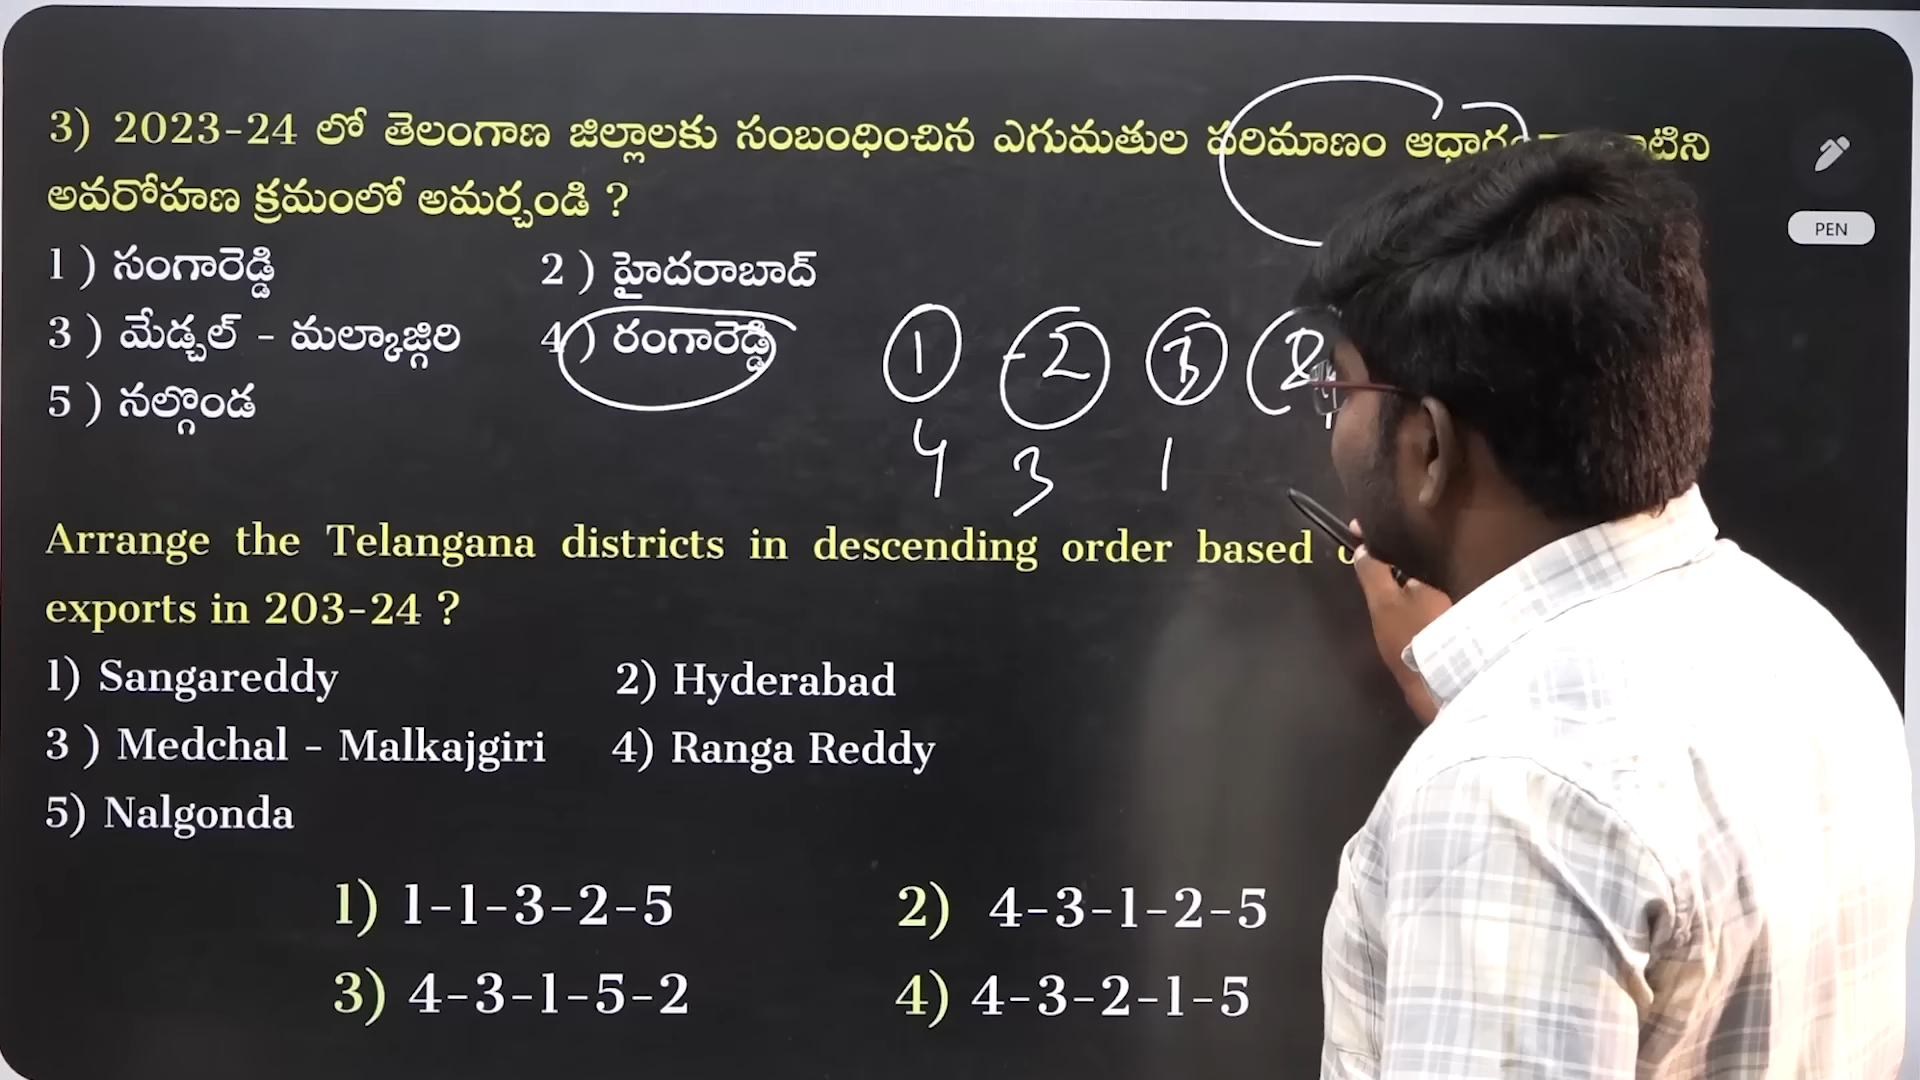 3) 2023-24 లో తెలంగాణ జిల్లాలకు సంబంధించిన ఎగుమతుల పరిమాణం
అవరోహణ క్రమంలో అమర్చండి ?
PEN
1 ) సంగారెడ్డి 2 ) హైదరాబాద్
3 ) మేడ్చల్ - మల్కాజ్గిరి 4 ) రంగారెడ్డి
5 ) నల్గొండ
1 2 3
4 3 1
Arrange the Telangana districts in descending order based
exports in 203-24 ?
1) Sangareddy 2) Hyderabad
3 ) Medchal - Malkajgiri 4) Ranga Reddy
5) Nalgonda
1) 1-1-3-2-5 2) 4-3-1-2-5
3) 4-3-1-5-2 4) 4-3-2-1-5